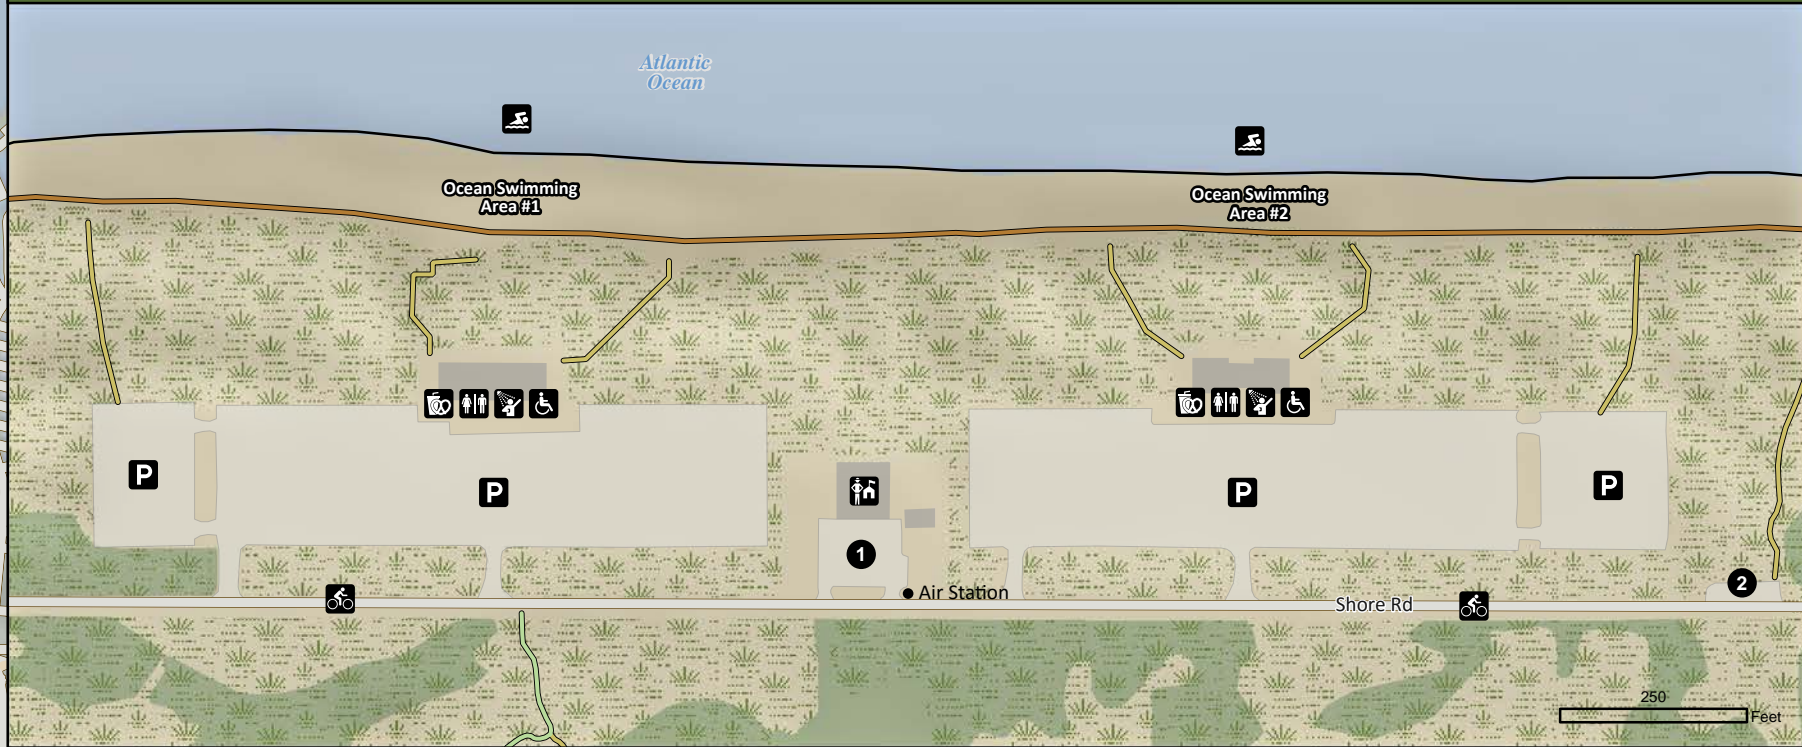 Atlantic
Ocean
Ocean Swimming
Area #1
Ocean Swimming
Area #2
P
P
P
P
1
Air Station
2
Shore Rd
250
Feet